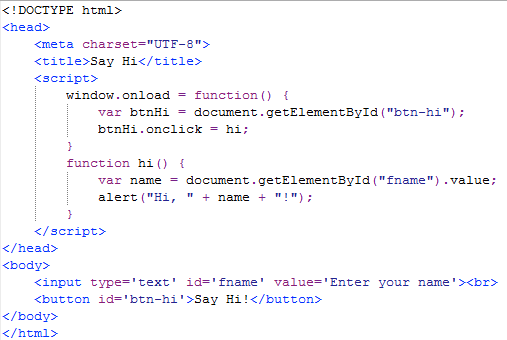 <!DOCTYPE html>
<head>
    <meta charset="UTF-8">
    <title>Say Hi</title>
    <script>
        window.onload = function() {
            var btnHi = document.getElementById("btn-hi");
            btnHi.onclick = hi;
        }
        function hi() {
            var name = document.getElementById("fname").value;
            alert("Hi, " + name + "!");
        }
    </script>
</head>
<body>
    <input type='text' id='fname' value='Enter your name'><br>
    <button id='btn-hi'>Say Hi!</button>
</body>
</html>